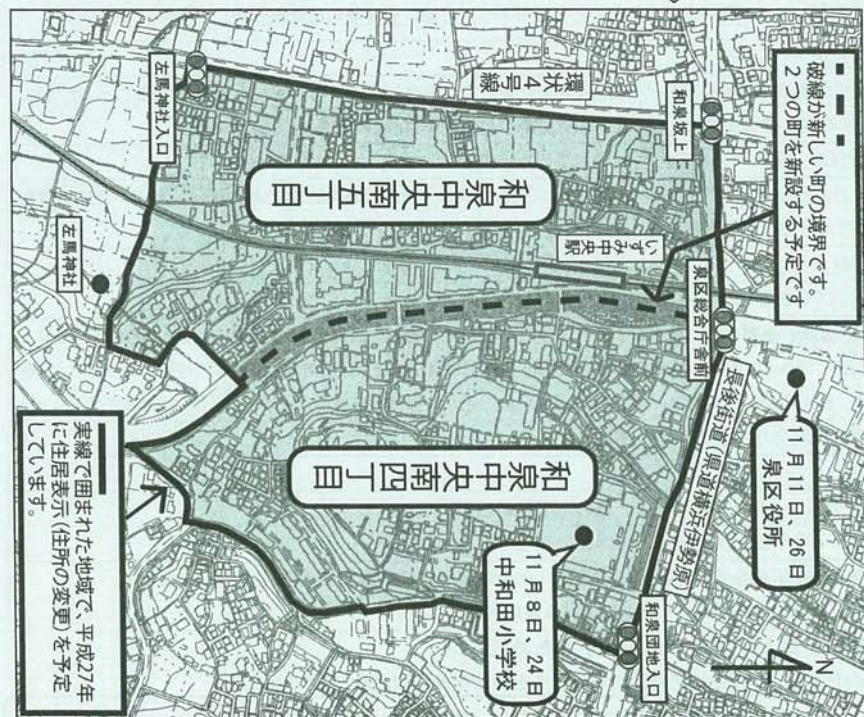 破線が新しい町の境界です。
2つの町を新設する予定です
和泉坂上
環状4号線
左馬神社入口
和泉中央南五丁目
いずみ中央駅
泉区総合庁舎前
左馬神社
11月11日、26日
泉区役所
長後街道(県道横浜伊勢原)
和泉中央南四丁目
11月8日、24日
中和田小学校
和泉団地入口
N
実線で囲まれた地域で、平成27年
に住居表示(住所の変更)を予定
しています。